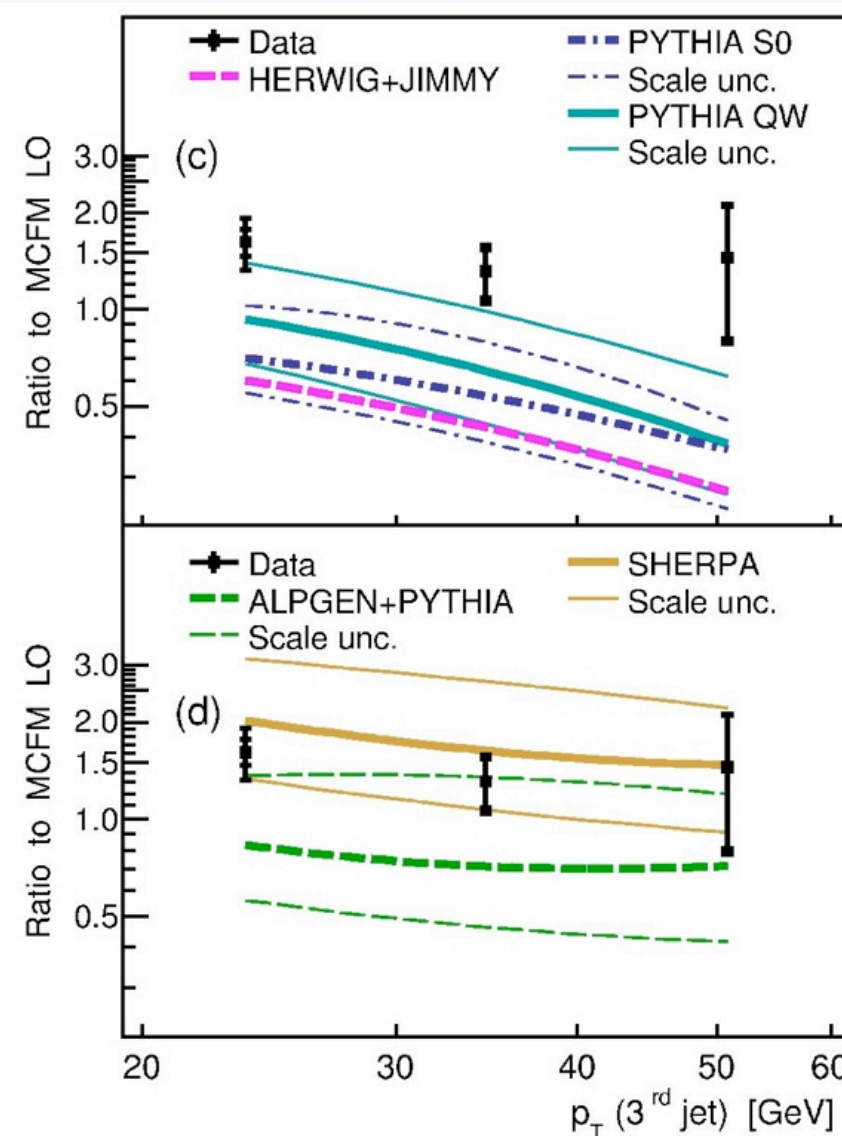 Data
HERWIG+JIMMY
PYTHIA S0
Scale unc.
PYTHIA QW
Scale unc.
(c)
Ratio to MCFM LO
3.0
2.0
1.5
1.0
0.5
Data
ALPGEN+PYTHIA
Scale unc.
SHERPA
Scale unc.
(d)
Ratio to MCFM LO
3.0
2.0
1.5
1.0
0.5
20 30 40 50 60
p_T (3^rd jet) [GeV]